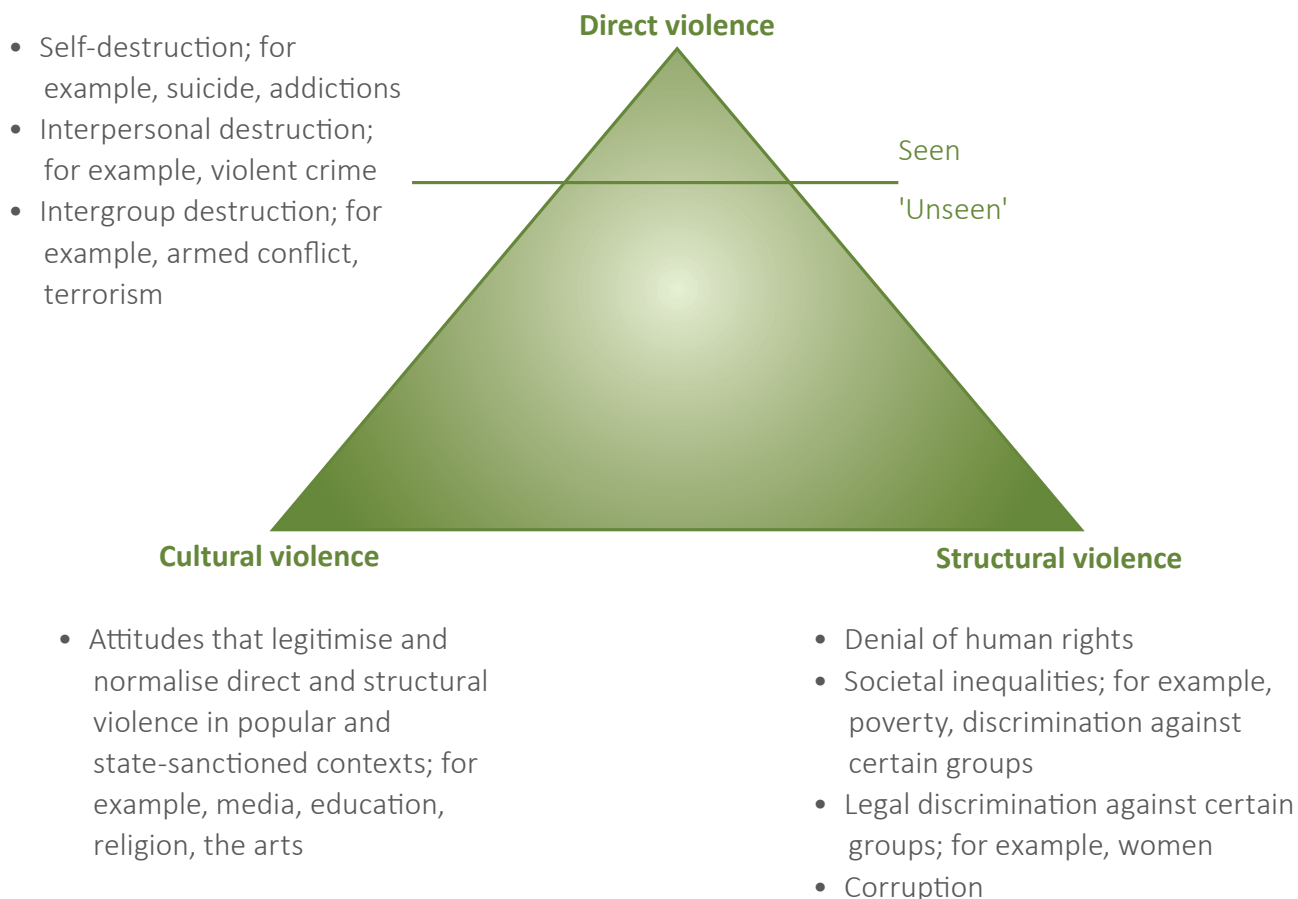 Direct violence
• Self-destruction; for
example, suicide, addictions
• Interpersonal destruction;
for example, violent crime
• Intergroup destruction; for
example, armed conflict,
terrorism
Seen
'Unseen'
Cultural violence
Structural violence
• Attitudes that legitimise and
normalise direct and structural
violence in popular and
state-sanctioned contexts; for
example, media, education,
religion, the arts
• Denial of human rights
• Societal inequalities; for example,
poverty, discrimination against
certain groups
• Legal discrimination against certain
groups; for example, women
• Corruption